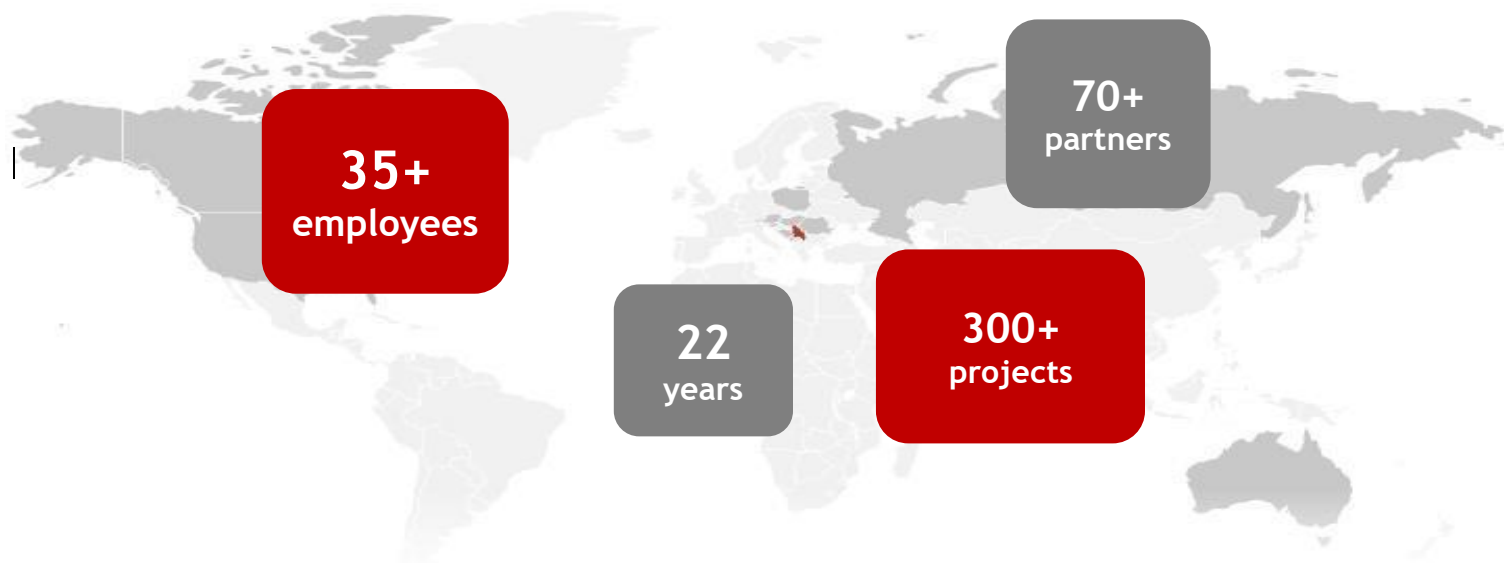 70+
partners
35+
employees
22
years
300+
projects